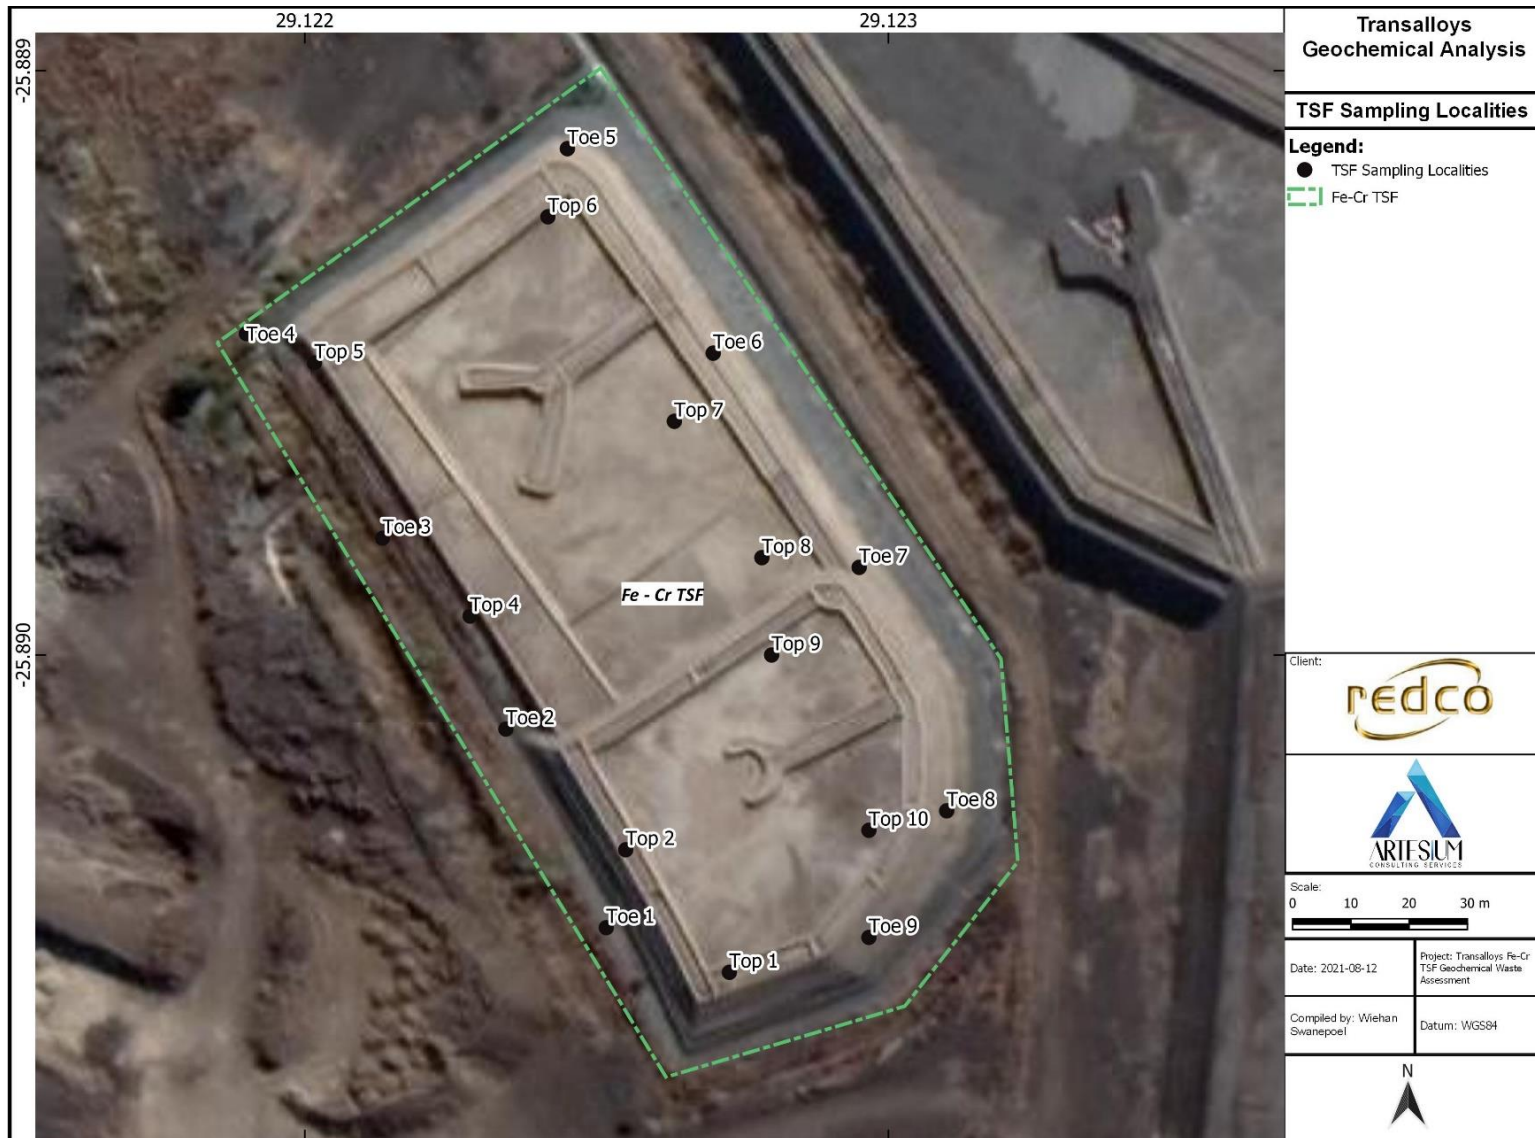 29.122
29.123
-25.889
-25.890
Toe 5
Top 6
Toe 4
Top 5
Toe 6
Top 7
Toe 3
Top 8
Toe 7
Fe - Cr TSF
Top 4
Top 9
Toe 2
Toe 8
Top 10
Top 2
Toe 1
Toe 9
Top 1
Transalloys
Geochemical Analysis
TSF Sampling Localities
Legend:
TSF Sampling Localities
Fe-Cr TSF
Client:
redco
ARTESIUM
CONSULTING SERVICES
Scale:
0 10 20 30 m
Date: 2021-08-12
Project: Transalloys Fe-Cr
TSF Geochemical Waste
Assessment
Compiled by: Wiehan
Swanepoel
Datum: WGS84
N